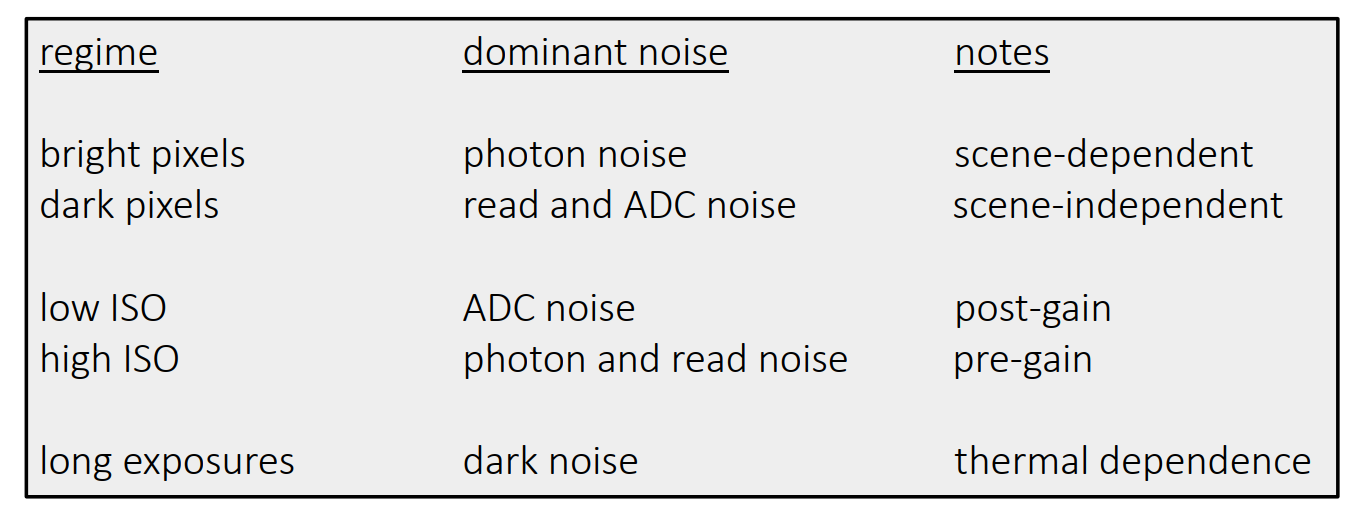 regime dominant noise notes
bright pixels photon noise scene-dependent
dark pixels read and ADC noise scene-independent
low ISO ADC noise post-gain
high ISO photon and read noise pre-gain
long exposures dark noise thermal dependence